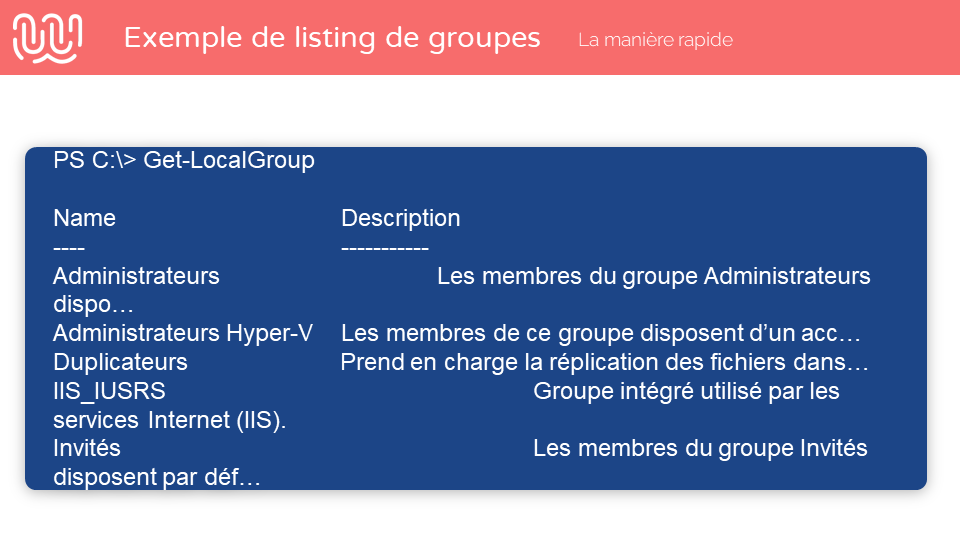 Exemple de listing de groupes La manière rapide
PS C:\> Get-LocalGroup
Name Description
---- -----------
Administrateurs Les membres du groupe Administrateurs
dispo…
Administrateurs Hyper-V Les membres de ce groupe disposent d’un acc…
Duplicateurs Prend en charge la réplication des fichiers dans…
IIS_IUSRS Groupe intégré utilisé par les
services Internet (IIS).
Invités Les membres du groupe Invités
disposent par déf…